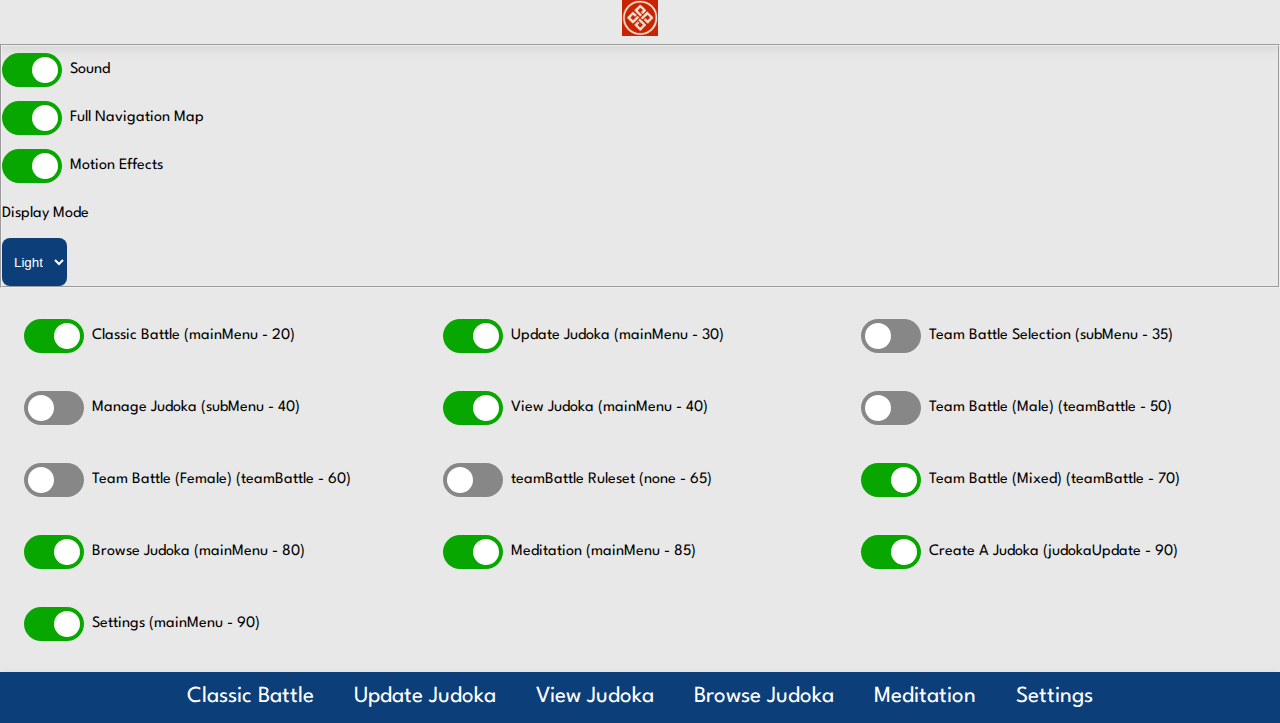 Sound
Full Navigation Map
Motion Effects
Display Mode
Light
Classic Battle (mainMenu - 20)
Update Judoka (mainMenu - 30)
Team Battle Selection (subMenu - 35)
Manage Judoka (subMenu - 40)
View Judoka (mainMenu - 40)
Team Battle (Male) (teamBattle - 50)
Team Battle (Female) (teamBattle - 60)
teamBattle Ruleset (none - 65)
Team Battle (Mixed) (teamBattle - 70)
Browse Judoka (mainMenu - 80)
Meditation (mainMenu - 85)
Create A Judoka (judokaUpdate - 90)
Settings (mainMenu - 90)
Classic Battle Update Judoka View Judoka Browse Judoka Meditation Settings